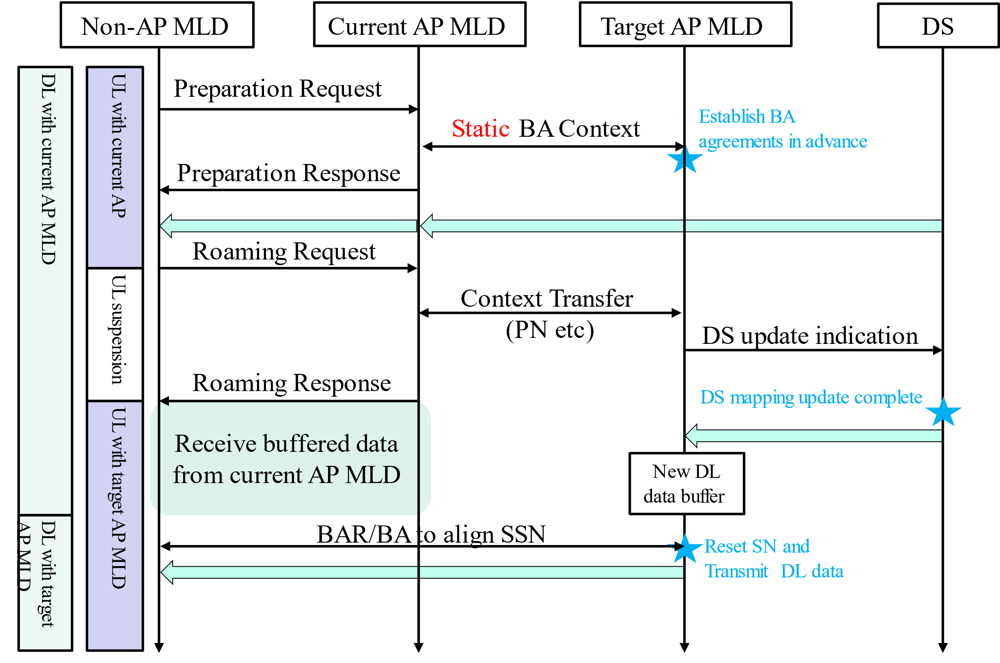 Non-AP MLD
Current AP MLD
Target AP MLD
DS
DL with current AP MLD
UL with current AP
Preparation Request
Establish BA
agreements in advance
Static BA Context
Preparation Response
Roaming Request
UL suspension
Context Transfer
(PN etc)
DS update indication
Roaming Response
DS mapping update complete
UL with target AP MLD
Receive buffered data
from current AP MLD
New DL
data buffer
DL with target
AP MLD
BAR/BA to align SSN
Reset SN and
Transmit DL data